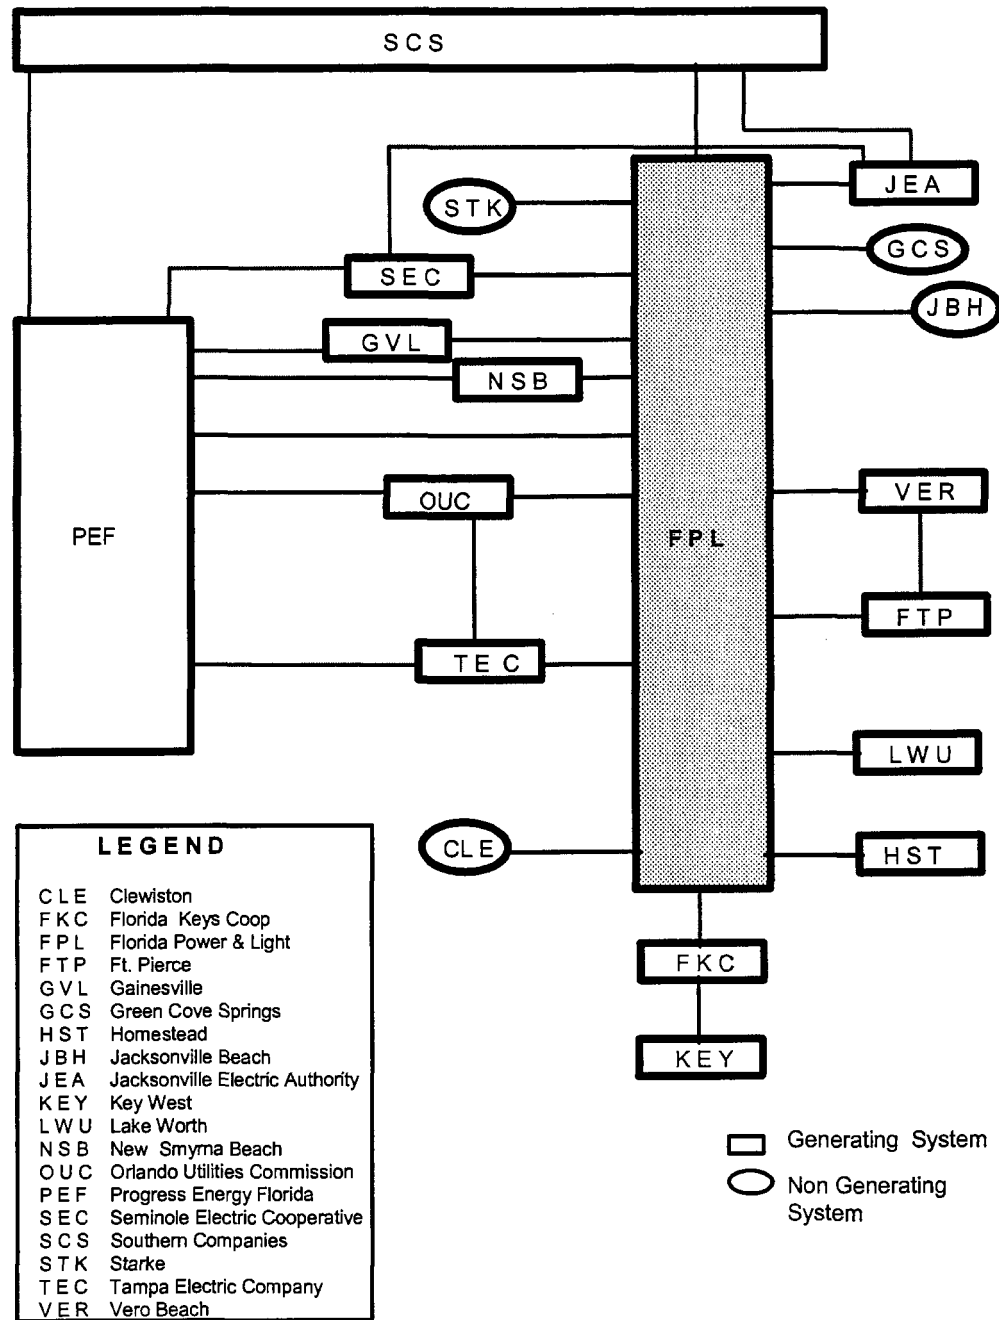 SCS
JEA
STK
GCS
SEC
JBH
GVL
NSB
OUC
VER
PEF
FPL
FTP
TEC
LWU
CLE
HST
FKC
KEY
LEGEND
CLE Clewiston
FKC Florida Keys Coop
FPL Florida Power & Light
FTP Ft. Pierce
GVL Gainesville
GCS Green Cove Springs
HST Homestead
JBH Jacksonville Beach
JEA Jacksonville Electric Authority
KEY Key West
LWU Lake Worth
NSB New Smyrna Beach
OUC Orlando Utilities Commission
PEF Progress Energy Florida
SEC Seminole Electric Cooperative
SCS Southern Companies
STK Starke
TEC Tampa Electric Company
VER Vero Beach
Generating System
Non Generating
System